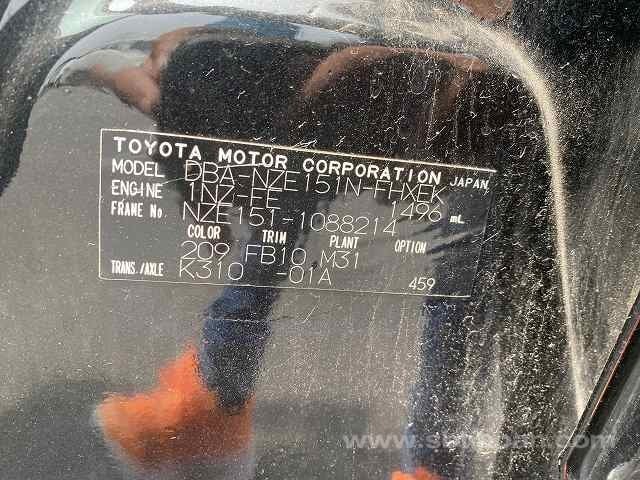 TOYOTA MOTOR CORPORATION JAPAN
MODEL DBA-NZE151N-FHXEK
ENGINE 1NZ-FE 1496 mL
FRAME No. NZE151-1088214
COLOR TRIM PLANT OPTION
209 FB10 M31
TRANS./AXLE K310 -01A
459